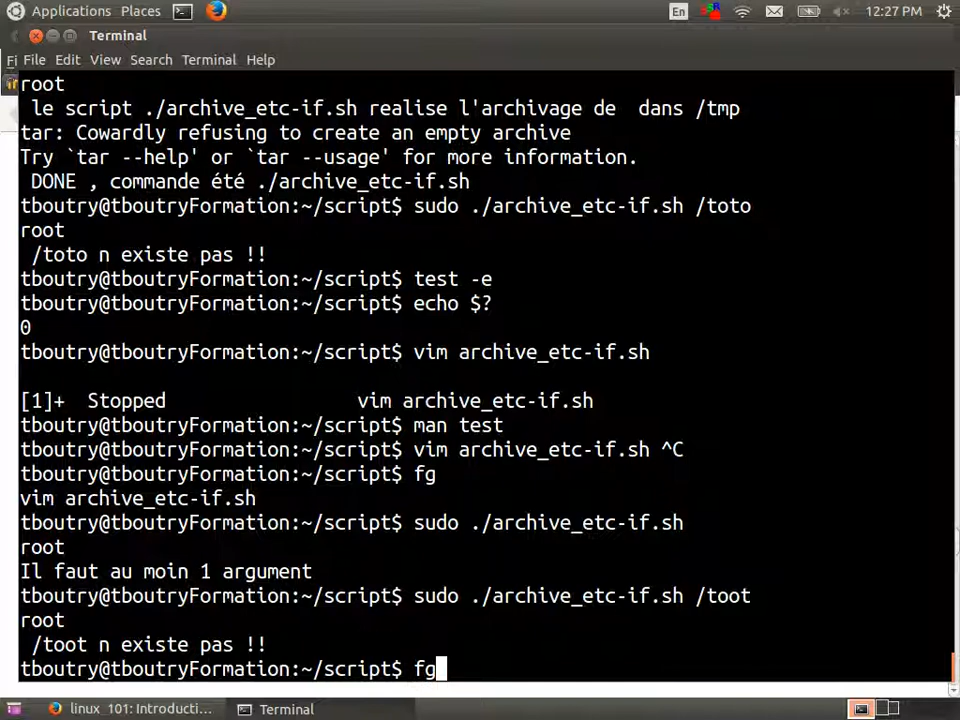 Applications Places En 12:27 PM
Terminal
Fi File Edit View Search Terminal Help
root
 le script ./archive_etc-if.sh realise l'archivage de  dans /tmp
tar: Cowardly refusing to create an empty archive
Try `tar --help' or `tar --usage' for more information.
 DONE , commande été ./archive_etc-if.sh
tboutry@tboutryFormation:~/script$ sudo ./archive_etc-if.sh /toto
root
 /toto n existe pas !!
tboutry@tboutryFormation:~/script$ test -e
tboutry@tboutryFormation:~/script$ echo $?
0
tboutry@tboutryFormation:~/script$ vim archive_etc-if.sh
[1]+  Stopped                 vim archive_etc-if.sh
tboutry@tboutryFormation:~/script$ man test
tboutry@tboutryFormation:~/script$ vim archive_etc-if.sh ^C
tboutry@tboutryFormation:~/script$ fg
vim archive_etc-if.sh
tboutry@tboutryFormation:~/script$ sudo ./archive_etc-if.sh
root
Il faut au moin 1 argument
tboutry@tboutryFormation:~/script$ sudo ./archive_etc-if.sh /toot
root
 /toot n existe pas !!
tboutry@tboutryFormation:~/script$ fg
linux_101: Introducti... Terminal